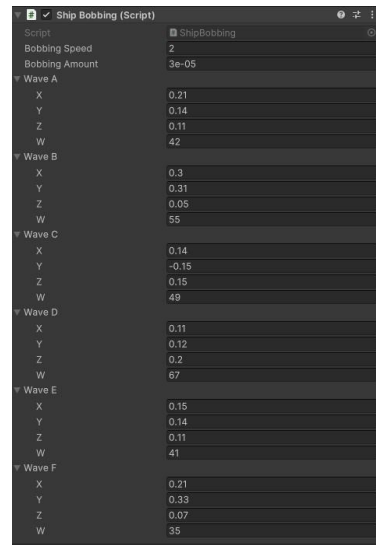 Ship Bobbing (Script)
Script ShipBobbing
Bobbing Speed 2
Bobbing Amount 3e-05
Wave A
X 0.21
Y 0.14
Z 0.11
W 42
Wave B
X 0.3
Y 0.31
Z 0.05
W 55
Wave C
X 0.14
Y -0.15
Z 0.15
W 49
Wave D
X 0.11
Y 0.12
Z 0.2
W 67
Wave E
X 0.15
Y 0.14
Z 0.11
W 41
Wave F
X 0.21
Y 0.33
Z 0.07
W 35